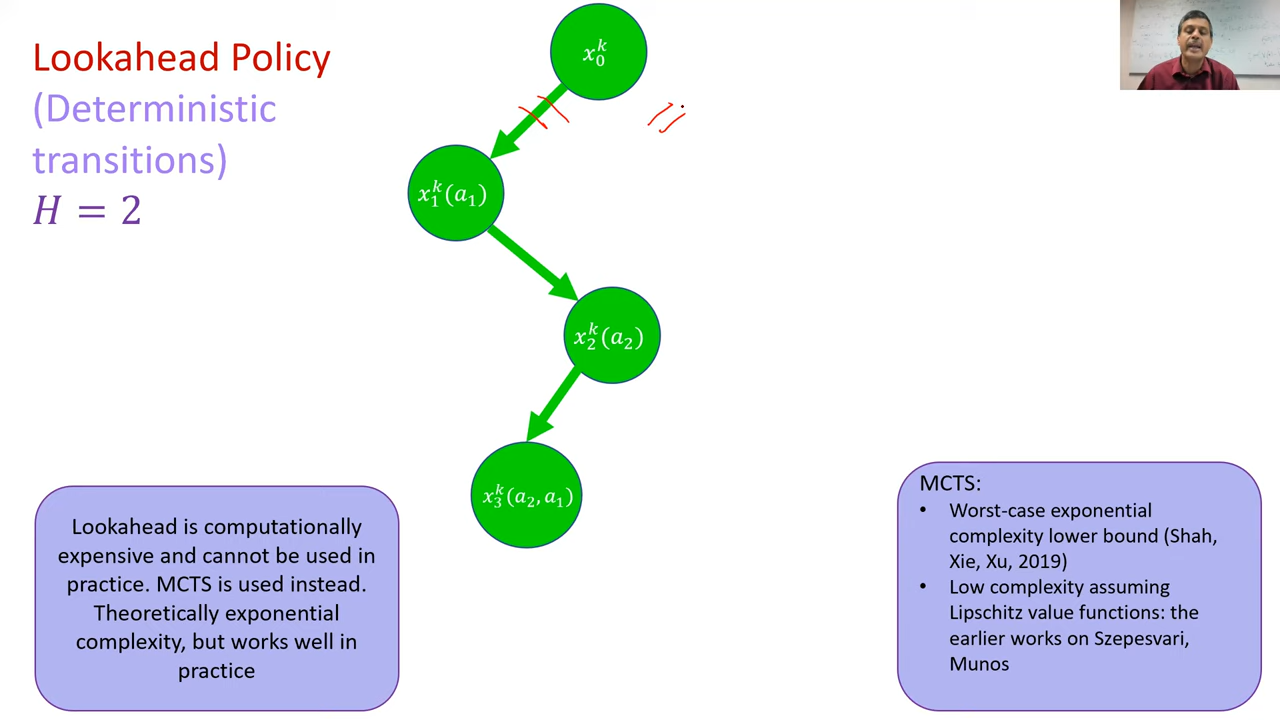 Lookahead Policy
(Deterministic
transitions)
H = 2
x_0^k
x_1^k(a_1)
x_2^k(a_2)
x_3^k(a_2, a_1)
Lookahead is computationally
expensive and cannot be used in
practice. MCTS is used instead.
Theoretically exponential
complexity, but works well in
practice
MCTS:
• Worst-case exponential
complexity lower bound (Shah,
Xie, Xu, 2019)
• Low complexity assuming
Lipschitz value functions: the
earlier works on Szepesvari,
Munos